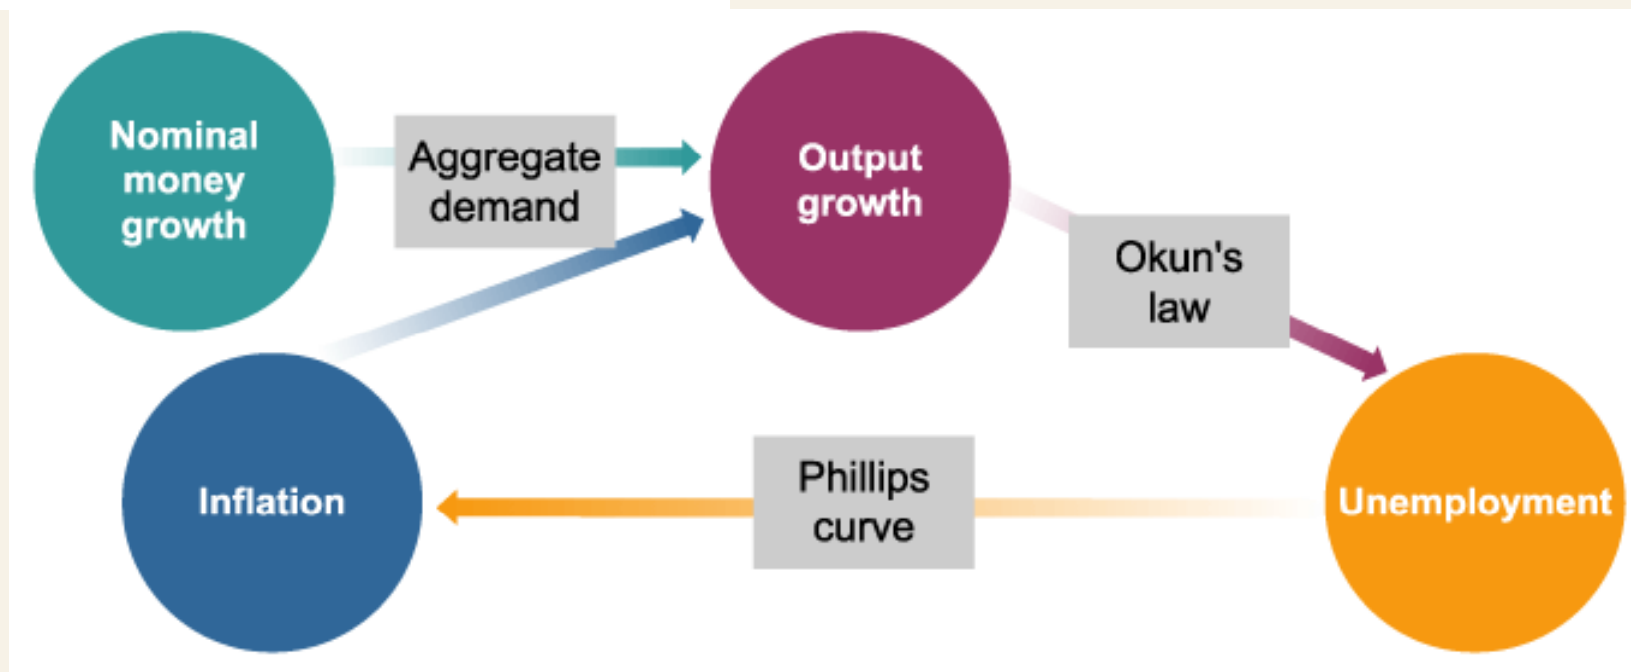 Nominal
money
growth
Aggregate
demand
Output
growth
Okun's
law
Inflation
Phillips
curve
Unemployment